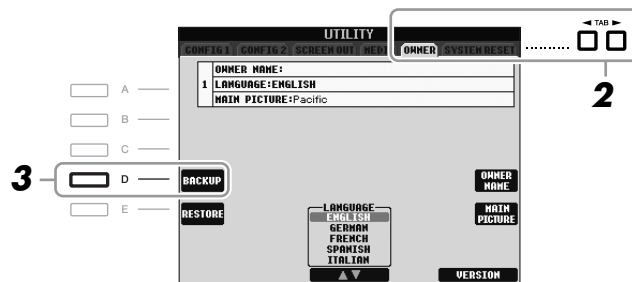 ◄ TAB ►
UTILITY
CONFIG 1 CONFIG 2 SCREEN OUT MEDIA OWNER SYSTEM RESET
2
OWNER NAME:
1 LANGUAGE:ENGLISH
MAIN PICTURE:Pacific
A
B
C
3 D BACKUP OWNER NAME
E RESTORE MAIN PICTURE
LANGUAGE
ENGLISH
GERMAN
FRENCH
SPANISH
ITALIAN
▲▼ VERSION